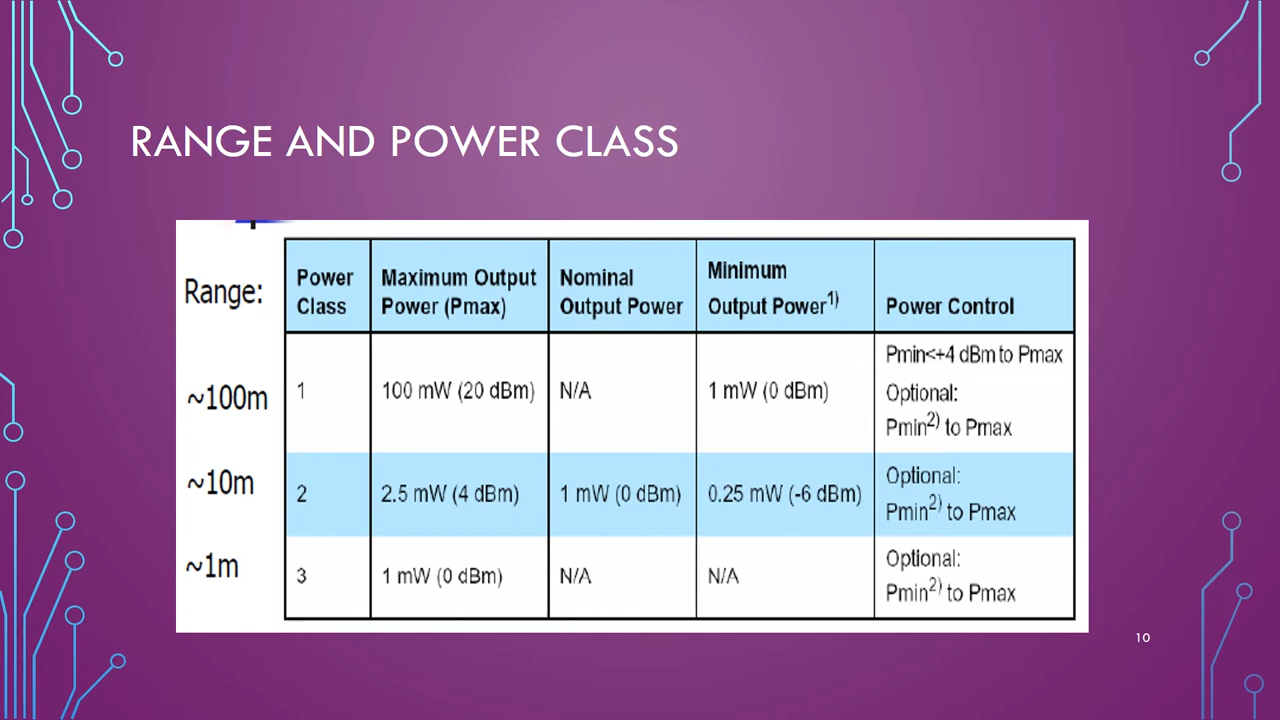 RANGE AND POWER CLASS
Range:
Power Class
Maximum Output Power (Pmax)
Nominal Output Power
Minimum Output Power1)
Power Control
~100m
1
100 mW (20 dBm)
N/A
1 mW (0 dBm)
Pmin<+4 dBm to Pmax
Optional:
Pmin2) to Pmax
~10m
2
2.5 mW (4 dBm)
1 mW (0 dBm)
0.25 mW (-6 dBm)
Optional:
Pmin2) to Pmax
~1m
3
1 mW (0 dBm)
N/A
N/A
Optional:
Pmin2) to Pmax
10